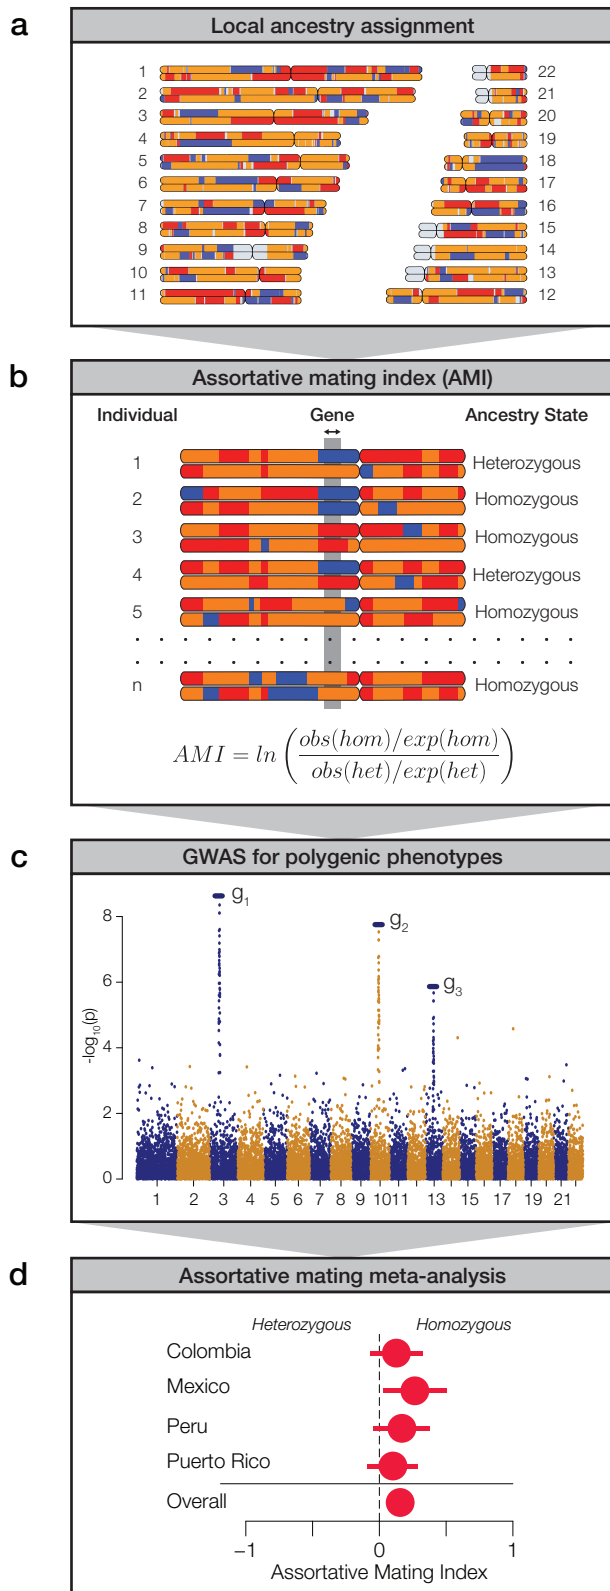 a
Local ancestry assignment
1 22
2 21
3 20
4 19
5 18
6 17
7 16
8 15
9 14
10 13
11 12
b
Assortative mating index (AMI)
Individual Gene Ancestry State
1 Heterozygous
2 Homozygous
3 Homozygous
4 Heterozygous
5 Homozygous
n Homozygous
AMI = ln ( obs(hom)/exp(hom) / obs(het)/exp(het) )
c
GWAS for polygenic phenotypes
g1
g2
g3
8
6
4
2
0
-log10(p)
1 2 3 4 5 6 7 8 9 10 11 13 15 17 19 21
d
Assortative mating meta-analysis
Heterozygous Homozygous
Colombia
Mexico
Peru
Puerto Rico
Overall
−1 0 1
Assortative Mating Index